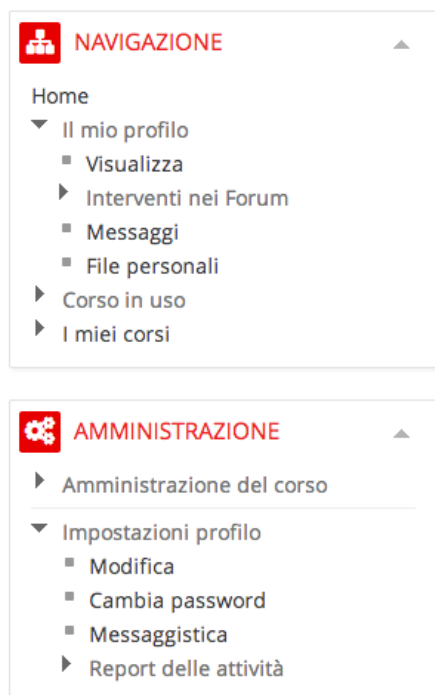 NAVIGAZIONE
Home
Il mio profilo
Visualizza
Interventi nei Forum
Messaggi
File personali
Corso in uso
I miei corsi
AMMINISTRAZIONE
Amministrazione del corso
Impostazioni profilo
Modifica
Cambia password
Messaggistica
Report delle attività